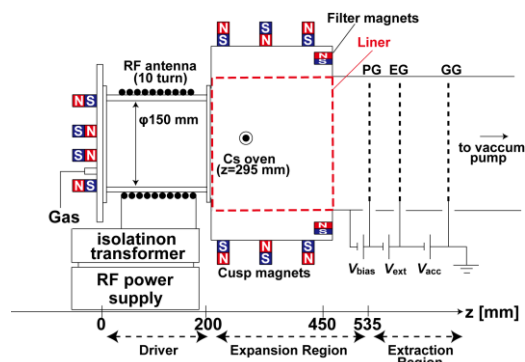 N S N
S N S
Filter magnets
N S
Liner
RF antenna
(10 turn)
PG EG GG
N S
φ150 mm
S N
S N
Cs oven
(z=295 mm)
to vaccum
pump
N S
Gas
N S
isolatinon
transformer
N S N
S N S
Cusp magnets
Vbias Vext Vacc
RF power
supply
z [mm]
0 200 450 535
Driver Expansion Region Extraction
Region